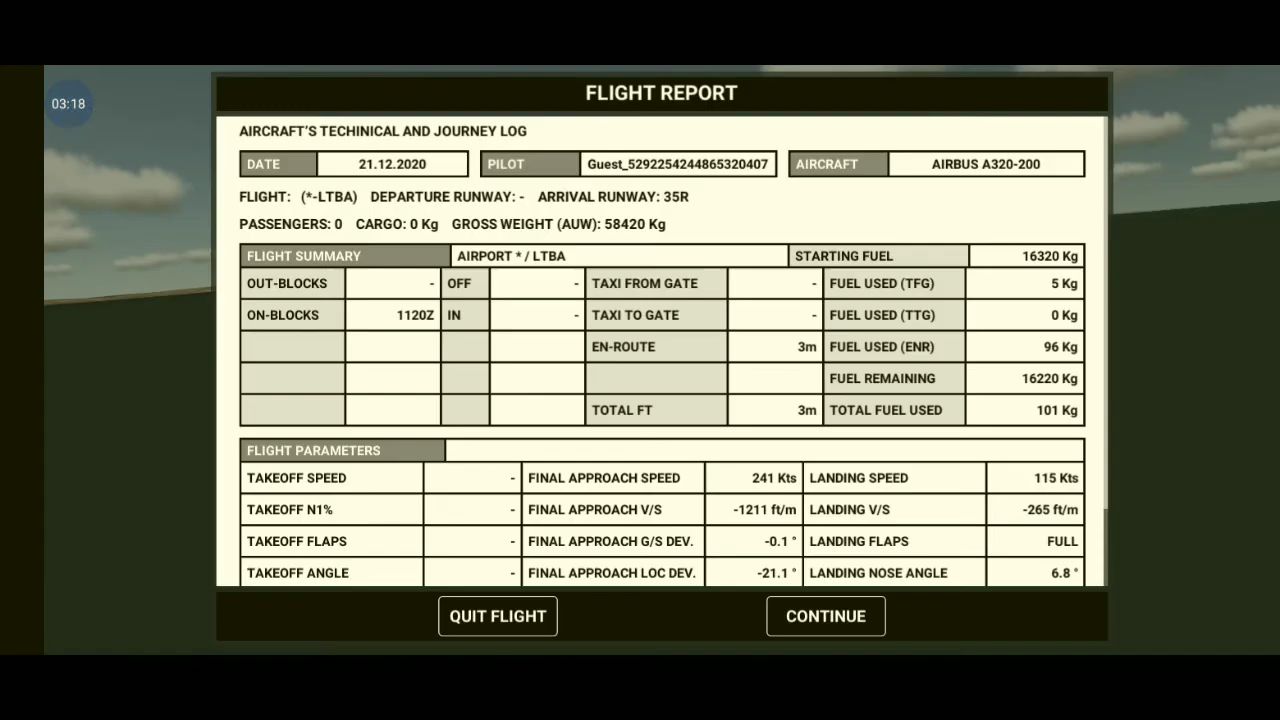 03:18
FLIGHT REPORT
AIRCRAFT'S TECHINICAL AND JOURNEY LOG
DATE 21.12.2020 PILOT Guest_5292254244865320407 AIRCRAFT AIRBUS A320-200
FLIGHT: (*-LTBA) DEPARTURE RUNWAY: - ARRIVAL RUNWAY: 35R
PASSENGERS: 0 CARGO: 0 Kg GROSS WEIGHT (AUW): 58420 Kg
FLIGHT SUMMARY AIRPORT * / LTBA STARTING FUEL 16320 Kg
OUT-BLOCKS - OFF - TAXI FROM GATE - FUEL USED (TFG) 5 Kg
ON-BLOCKS 1120Z IN - TAXI TO GATE - FUEL USED (TTG) 0 Kg
EN-ROUTE 3m FUEL USED (ENR) 96 Kg
FUEL REMAINING 16220 Kg
TOTAL FT 3m TOTAL FUEL USED 101 Kg
FLIGHT PARAMETERS
TAKEOFF SPEED - FINAL APPROACH SPEED 241 Kts LANDING SPEED 115 Kts
TAKEOFF N1% - FINAL APPROACH V/S -1211 ft/m LANDING V/S -265 ft/m
TAKEOFF FLAPS - FINAL APPROACH G/S DEV. -0.1 ° LANDING FLAPS FULL
TAKEOFF ANGLE - FINAL APPROACH LOC DEV. -21.1 ° LANDING NOSE ANGLE 6.8 °
QUIT FLIGHT CONTINUE